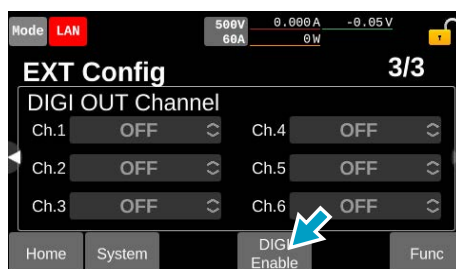 Mode LAN 500V 0.000A -0.05V
60A 0W
EXT Config 3/3
DIGI OUT Channel
Ch.1 OFF Ch.4 OFF
Ch.2 OFF Ch.5 OFF
Ch.3 OFF Ch.6 OFF
Home System DIGI Enable Func